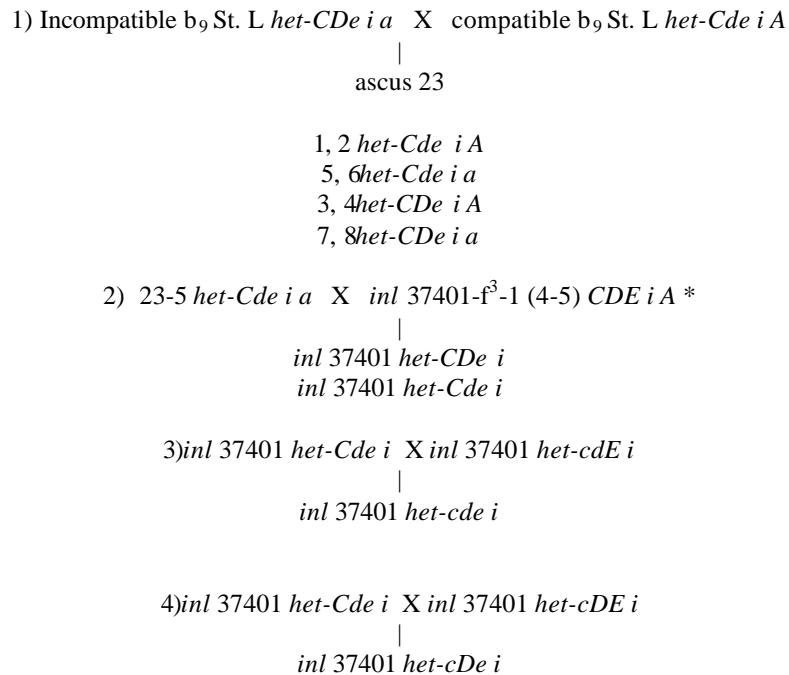 1) Incompatible b₉ St. L het-CDe i a X compatible b₉ St. L het-Cde i A
|
ascus 23
1, 2 het-Cde i A
5, 6het-Cde i a
3, 4het-CDe i A
7, 8het-CDe i a
2) 23-5 het-Cde i a X inl 37401-f³-1 (4-5) CDE i A *
|
inl 37401 het-CDe i
inl 37401 het-Cde i
3)inl 37401 het-Cde i X inl 37401 het-cdE i
|
inl 37401 het-cde i
4)inl 37401 het-Cde i X inl 37401 het-cDE i
|
inl 37401 het-cDe i